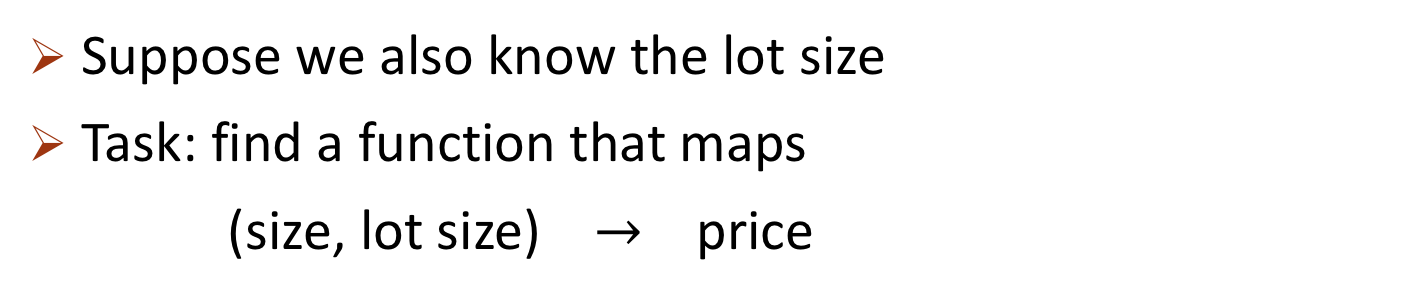 ➢ Suppose we also know the lot size
➢ Task: find a function that maps
(size, lot size) → price